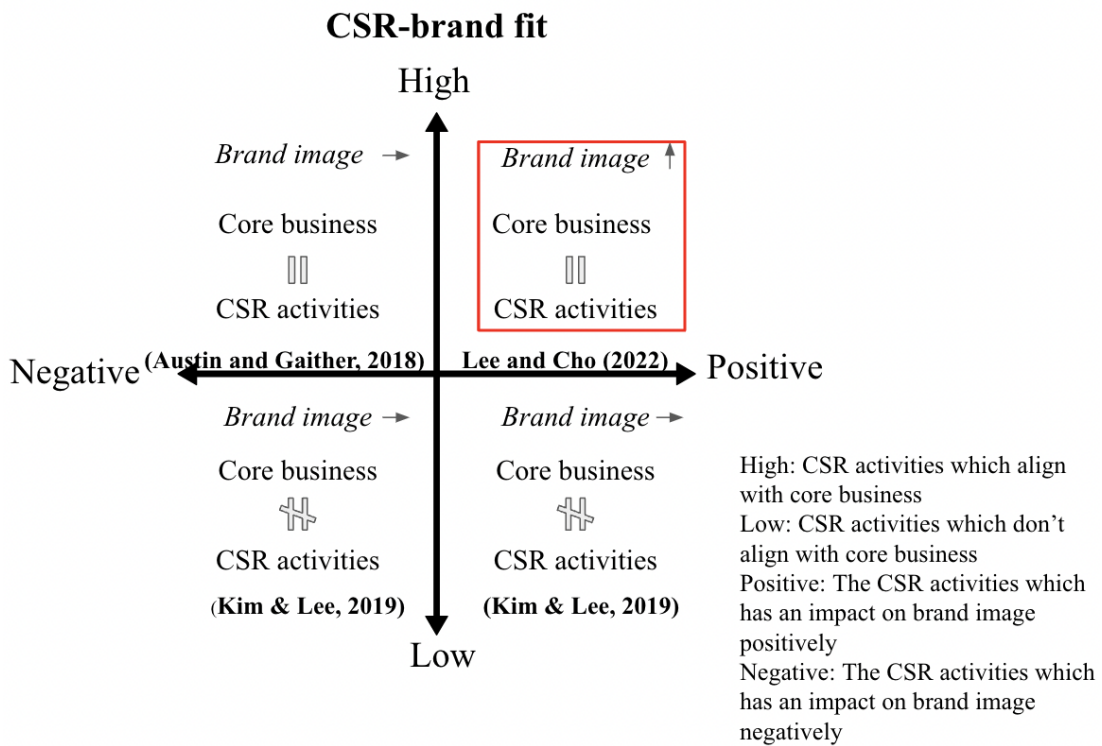 CSR-brand fit
High
Brand image →
Core business
||
CSR activities
(Austin and Gaither, 2018)
Brand image ↑
Core business
||
CSR activities
Lee and Cho (2022)
Negative
Positive
Brand image →
Core business
CSR activities
(Kim & Lee, 2019)
Brand image →
Core business
CSR activities
(Kim & Lee, 2019)
Low
High: CSR activities which align
with core business
Low: CSR activities which don't
align with core business
Positive: The CSR activities which
has an impact on brand image
positively
Negative: The CSR activities which
has an impact on brand image
negatively